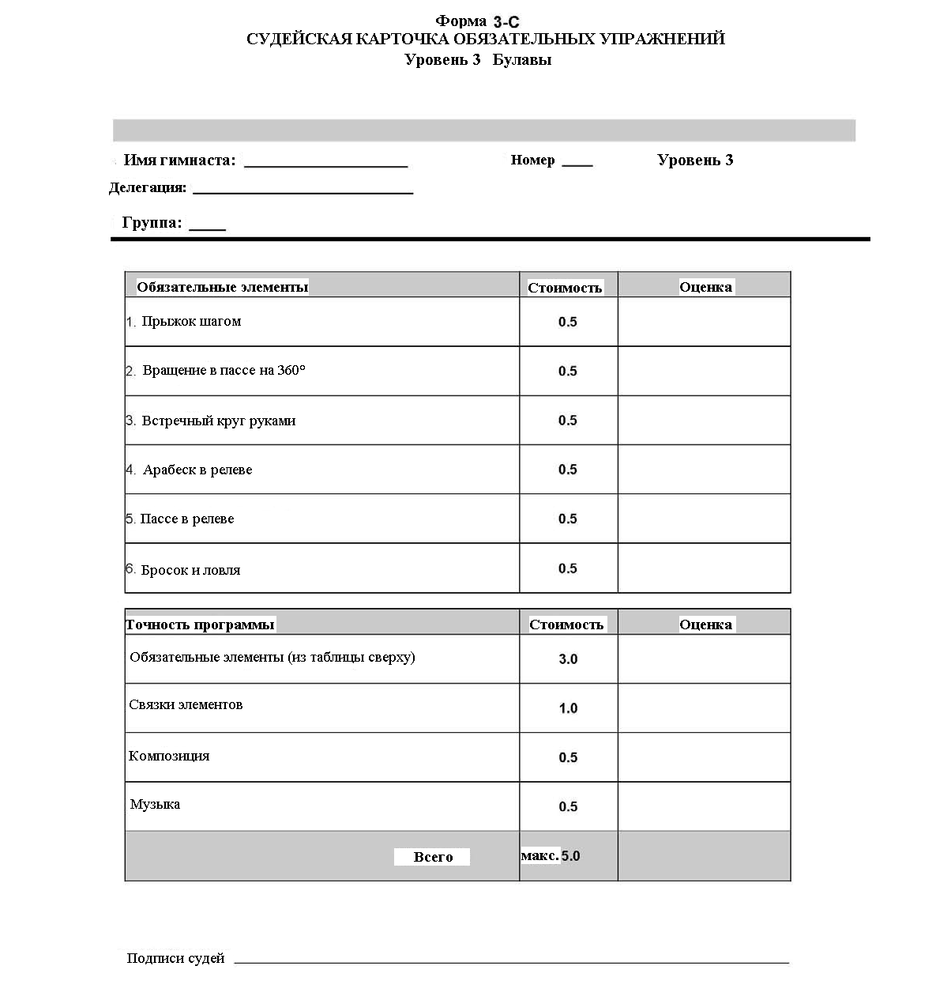 Форма 3-С
СУДЕЙСКАЯ КАРТОЧКА ОБЯЗАТЕЛЬНЫХ УПРАЖНЕНИЙ
Уровень 3 Булавы
Имя гимнаста: Номер Уровень 3
Делегация:
Группа:
Обязательные элементы Стоимость Оценка
1. Прыжок шагом 0.5
2. Вращение в пассе на 360° 0.5
3. Встречный круг руками 0.5
4. Арабеск в релеве 0.5
5. Пассе в релеве 0.5
6. Бросок и ловля 0.5
Точность программы Стоимость Оценка
Обязательные элементы (из таблицы сверху) 3.0
Связки элементов 1.0
Композиция 0.5
Музыка 0.5
Всего макс. 5.0
Подписи судей